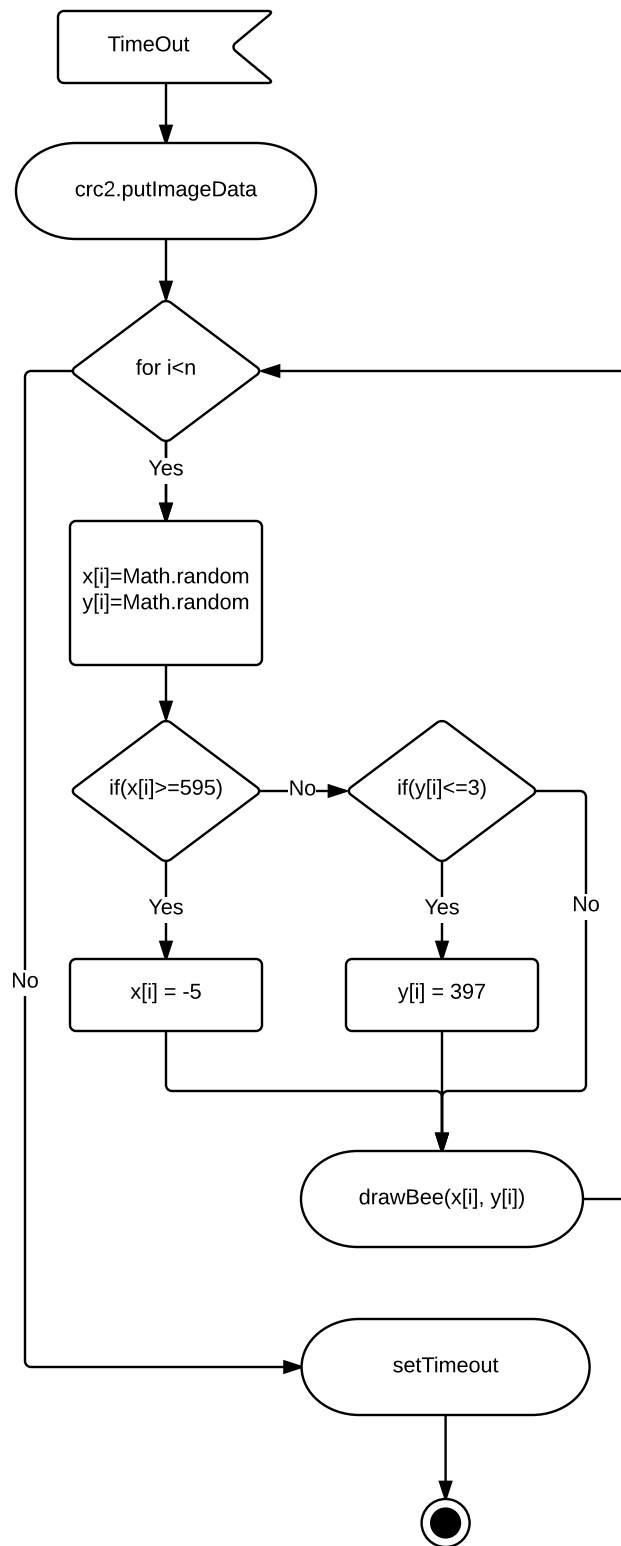 TimeOut
crc2.putImageData
for i<n
Yes
x[i]=Math.random
y[i]=Math.random
if(x[i]>=595)
No
if(y[i]<=3)
Yes
Yes
No
No
x[i] = -5
y[i] = 397
drawBee(x[i], y[i])
setTimeout